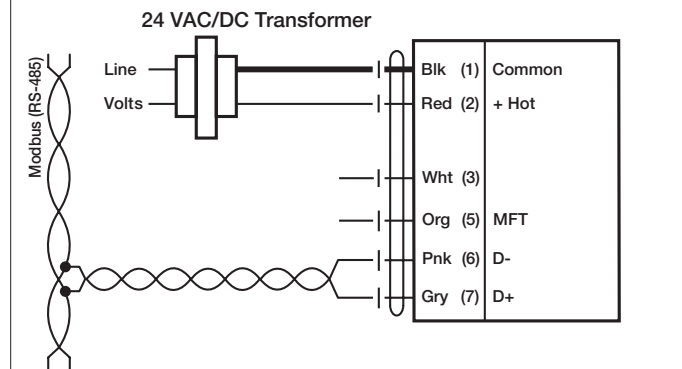 24 VAC/DC Transformer
Modbus (RS-485)
Line
Volts
Blk (1) Common
Red (2) + Hot
Wht (3)
Org (5) MFT
Pnk (6) D-
Gry (7) D+